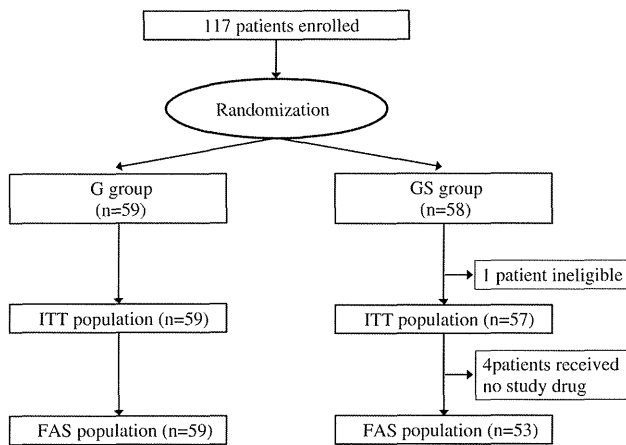 117 patients enrolled
Randomization
G group
(n=59)
GS group
(n=58)
1 patient ineligible
ITT population (n=59)
ITT population (n=57)
4patients received
no study drug
FAS population (n=59)
FAS population (n=53)